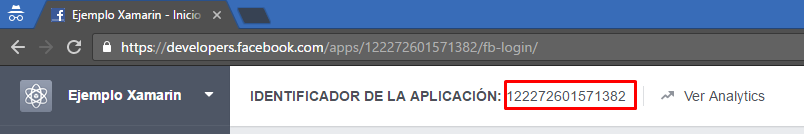 Ejemplo Xamarin - Inicio
https://developers.facebook.com/apps/122272601571382/fb-login/
Ejemplo Xamarin IDENTIFICADOR DE LA APLICACIÓN: 122272601571382 Ver Analytics